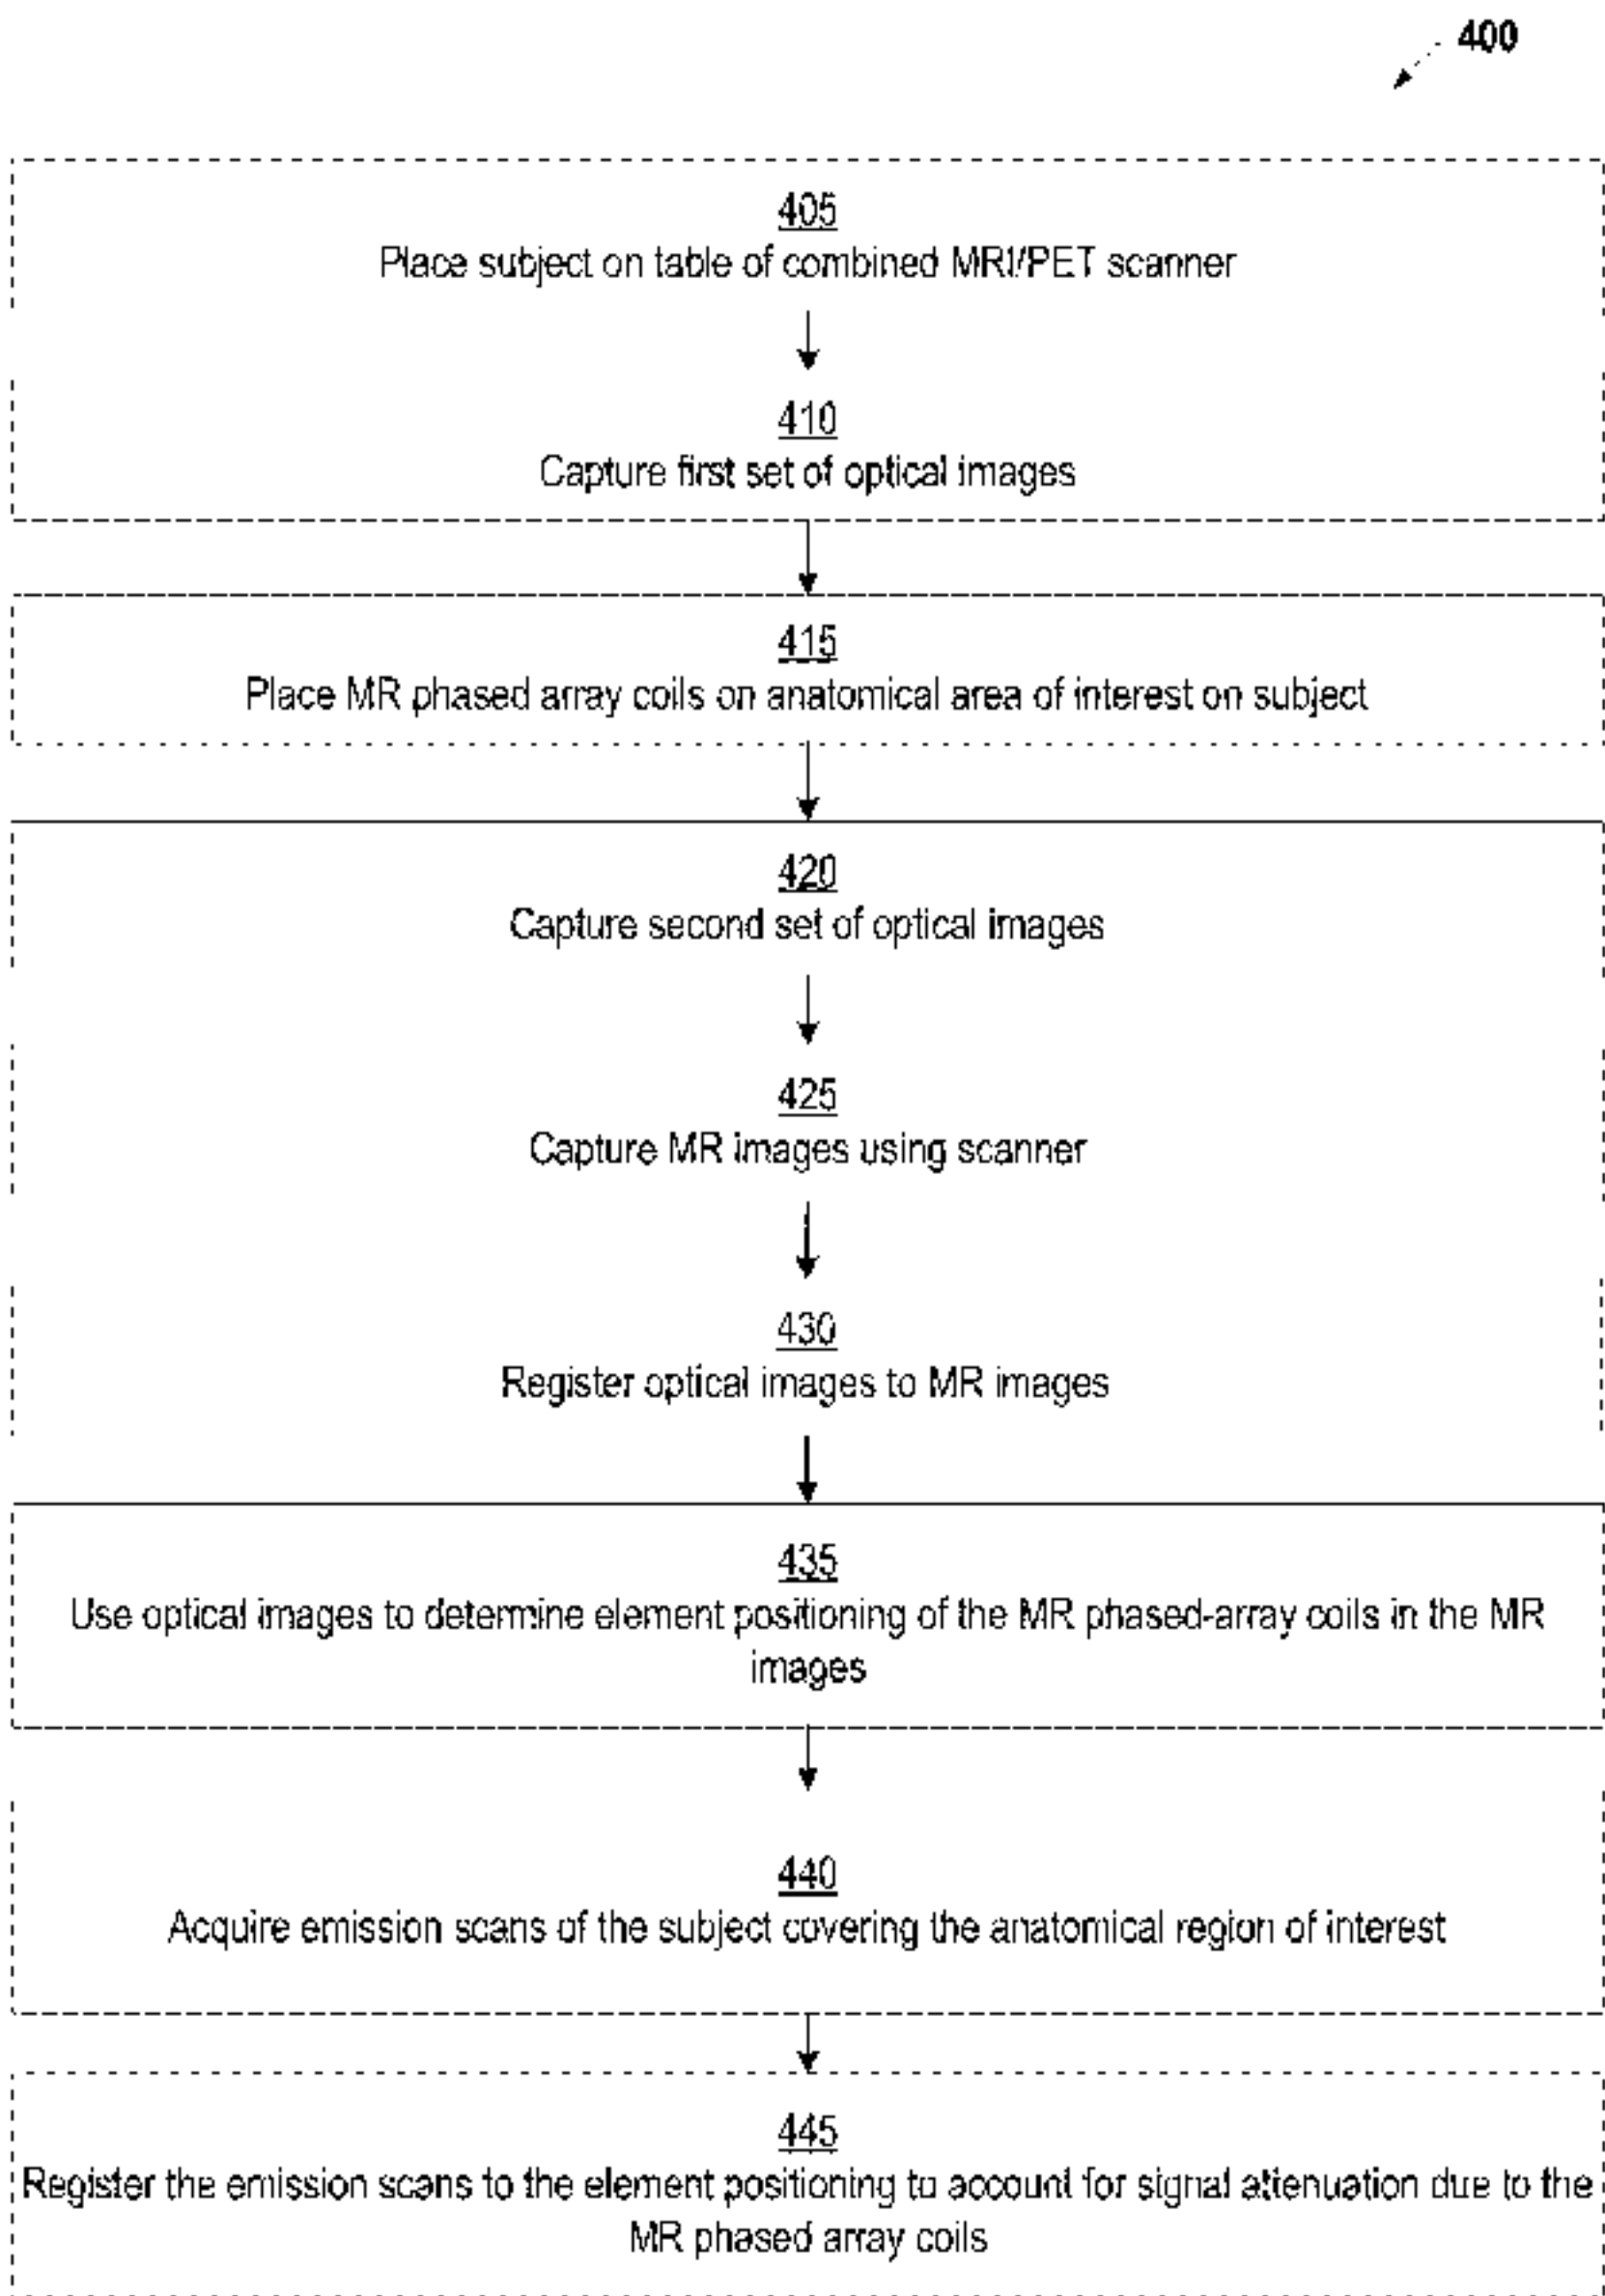 400
405
Place subject on table of combined MRI/PET scanner
410
Capture first set of optical images
415
Place MR phased array coils on anatomical area of interest on subject
420
Capture second set of optical images
425
Capture MR images using scanner
430
Register optical images to MR images
435
Use optical images to determine element positioning of the MR phased-array coils in the MR
images
440
Acquire emission scans of the subject covering the anatomical region of interest
445
Register the emission scans to the element positioning to account for signal attenuation due to the
MR phased array coils